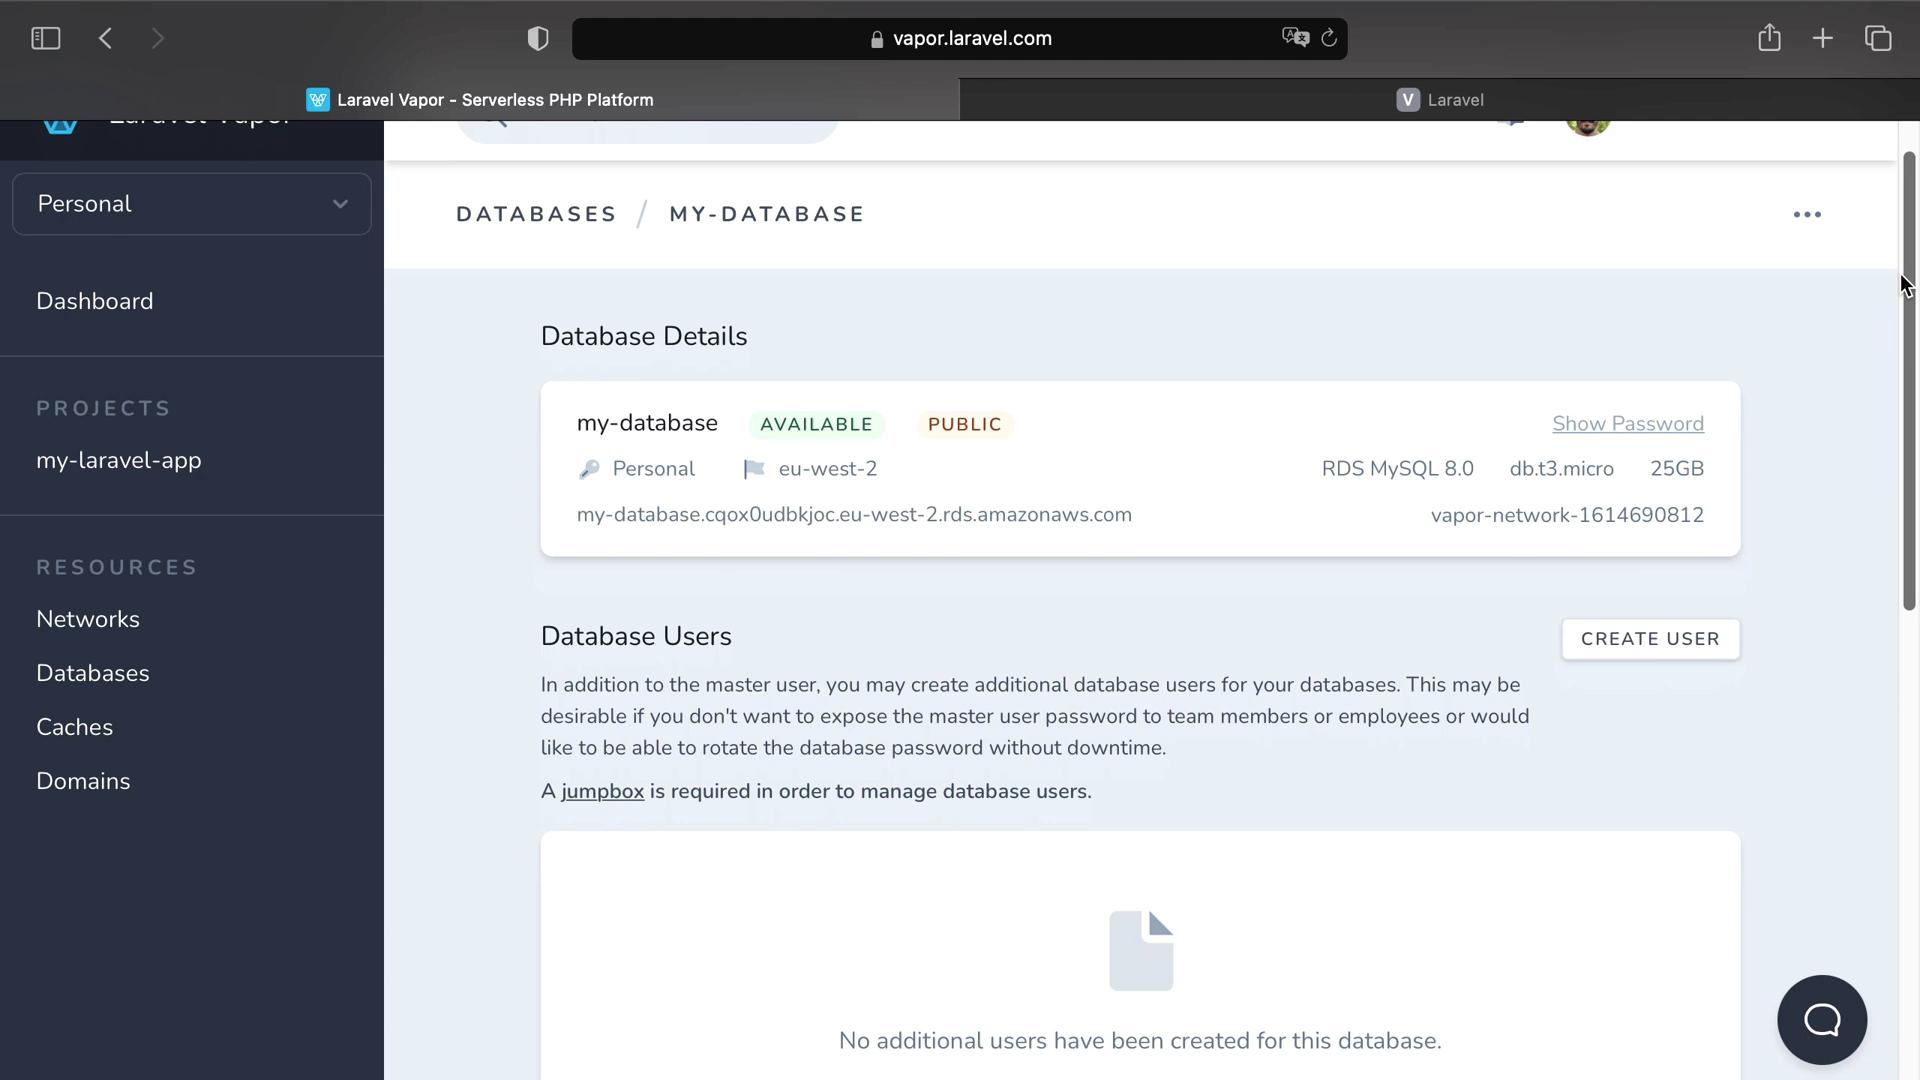 vapor.laravel.com
Laravel Vapor - Serverless PHP Platform
V Laravel
Laravel Vapor
Personal
DATABASES / MY-DATABASE
Dashboard
Database Details
PROJECTS
my-database AVAILABLE PUBLIC Show Password
my-laravel-app
Personal eu-west-2 RDS MySQL 8.0 db.t3.micro 25GB
my-database.cqox0udbkjoc.eu-west-2.rds.amazonaws.com vapor-network-1614690812
RESOURCES
Networks
Databases
Caches
Domains
Database Users CREATE USER
In addition to the master user, you may create additional database users for your databases. This may be
desirable if you don't want to expose the master user password to team members or employees or would
like to be able to rotate the database password without downtime.
A jumpbox is required in order to manage database users.
No additional users have been created for this database.